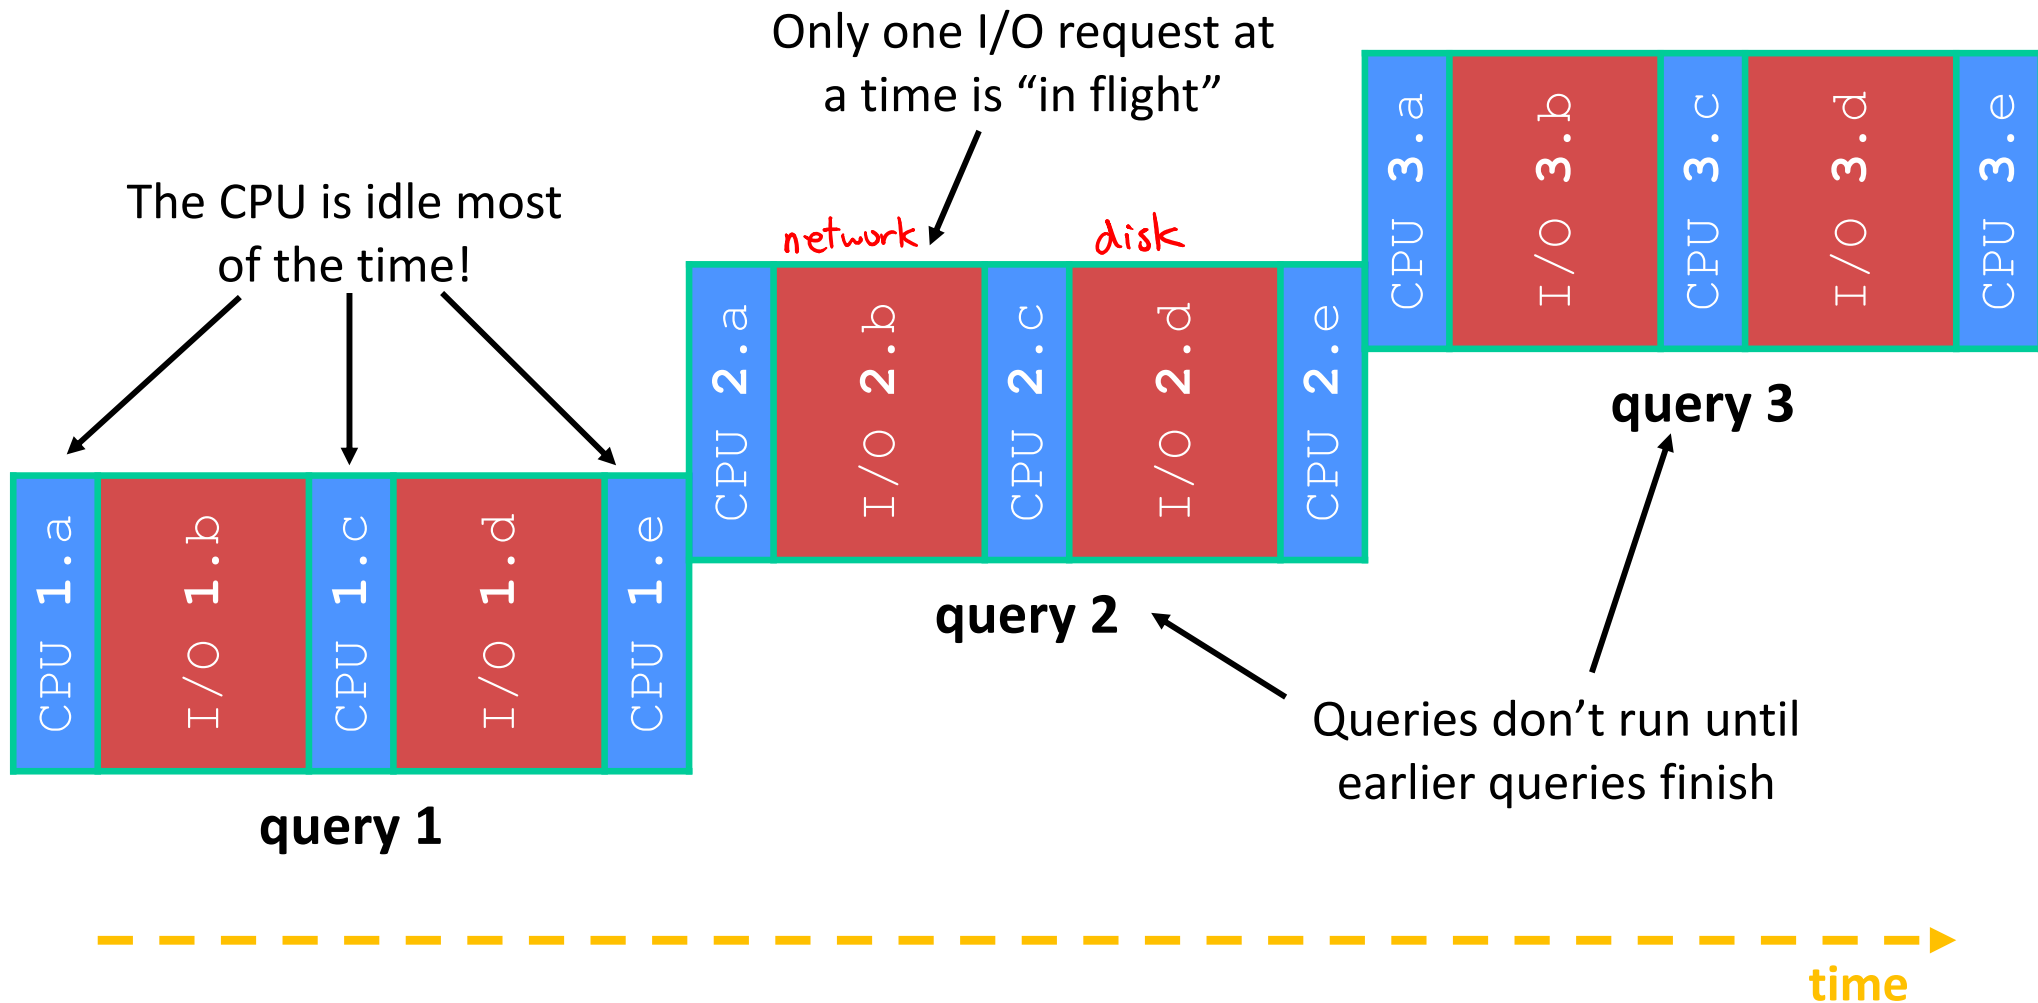 Only one I/O request at
a time is “in flight”
The CPU is idle most
of the time!
network
disk
CPU 1.a
I/O 1.b
CPU 1.c
I/O 1.d
CPU 1.e
query 1
CPU 2.a
I/O 2.b
CPU 2.c
I/O 2.d
CPU 2.e
query 2
CPU 3.a
I/O 3.b
CPU 3.c
I/O 3.d
CPU 3.e
query 3
Queries don’t run until
earlier queries finish
time